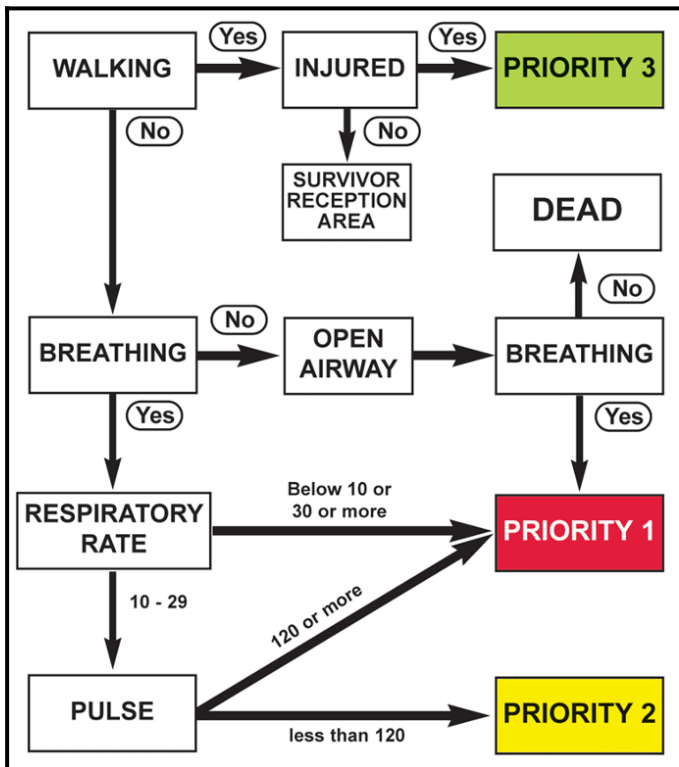 Yes
Yes
WALKING
INJURED
PRIORITY 3
No
No
SURVIVOR
RECEPTION
AREA
DEAD
No
No
BREATHING
OPEN
AIRWAY
BREATHING
Yes
Yes
Below 10 or
30 or more
RESPIRATORY
RATE
PRIORITY 1
10 - 29
120 or more
PULSE
PRIORITY 2
less than 120